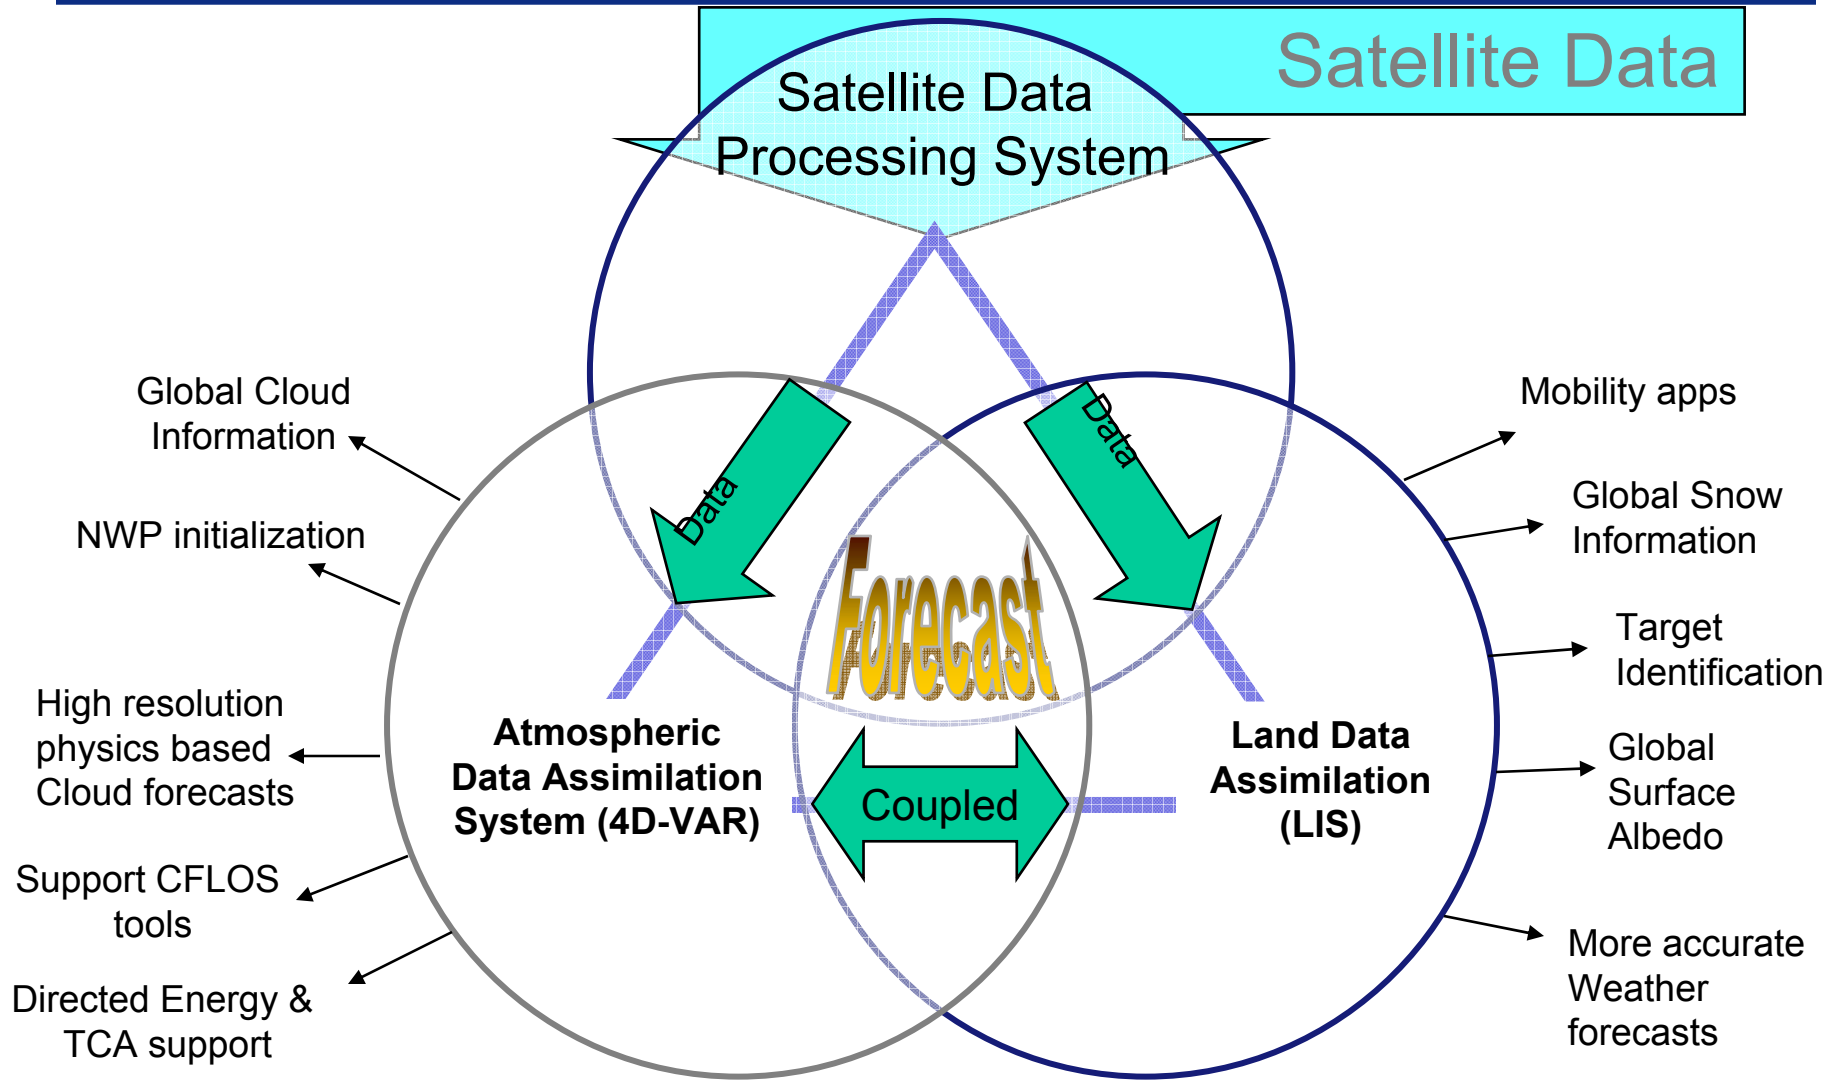 Satellite Data
Satellite Data
Processing System
Global Cloud
Information
NWP initialization
High resolution
physics based
Cloud forecasts
Support CFLOS
tools
Directed Energy &
TCA support
Data
Data
Forecast
Atmospheric
Data Assimilation
System (4D-VAR)
Coupled
Land Data
Assimilation
(LIS)
Mobility apps
Global Snow
Information
Target
Identification
Global
Surface
Albedo
More accurate
Weather
forecasts